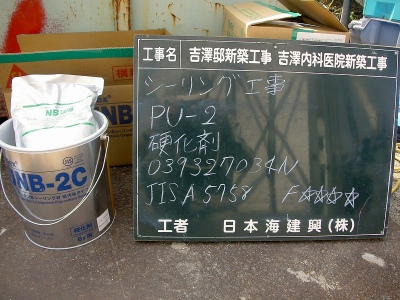 工事名 吉澤邸新築工事 吉澤内科医院新築工事
シーリング工事
PU-2
硬化剤
039327034N
JIS A 5758 F☆☆☆☆
工者 日本海建興(株)
NB
NB-2C